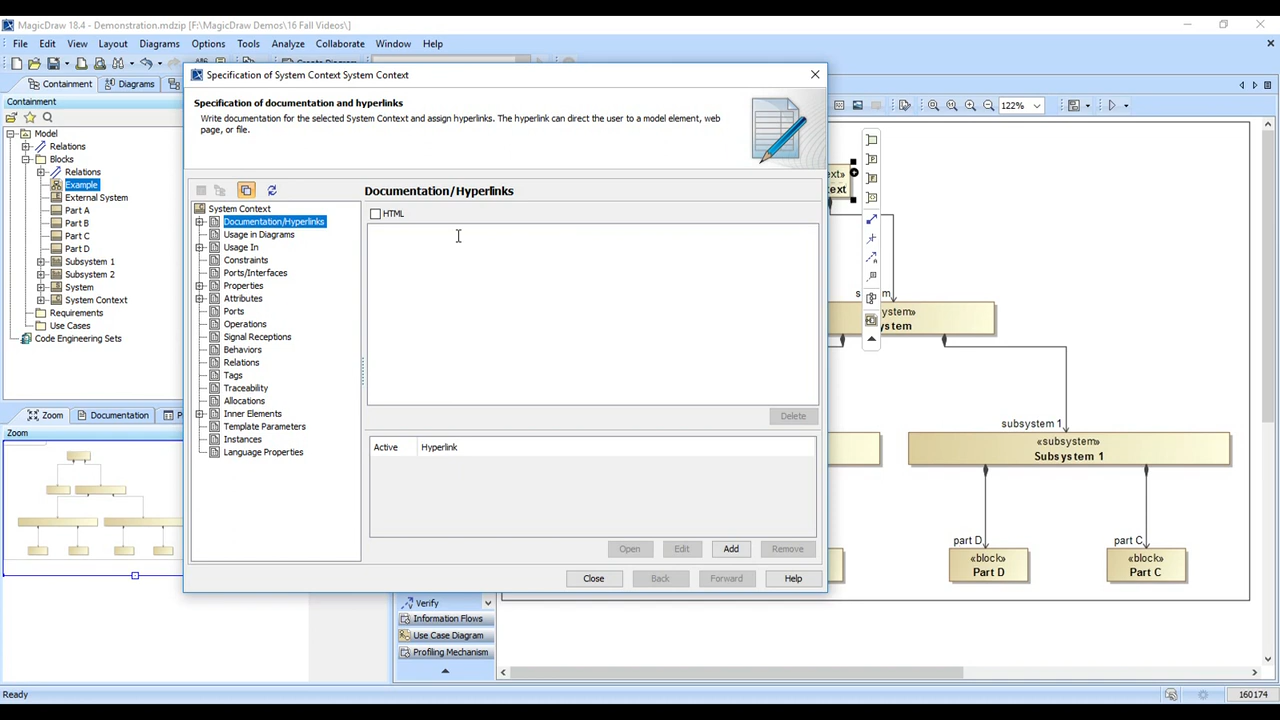 MagicDraw 18.4 - Demonstration.mdzip [F:\MagicDraw Demos\16 Fall Videos\]
File Edit View Layout Diagrams Options Tools Analyze Collaborate Window Help
Containment Diagrams
Containment
Model
Relations
Blocks
Relations
Example
External System
Part A
Part B
Part C
Part D
Subsystem 1
Subsystem 2
System
System Context
Requirements
Use Cases
Code Engineering Sets
Zoom Documentation
Zoom
Specification of System Context System Context
Specification of documentation and hyperlinks
Write documentation for the selected System Context and assign hyperlinks. The hyperlink can direct the user to a model element, web
page, or file.
System Context
Documentation/Hyperlinks
Usage in Diagrams
Usage In
Constraints
Ports/Interfaces
Properties
Attributes
Ports
Operations
Signal Receptions
Behaviors
Relations
Tags
Traceability
Allocations
Inner Elements
Template Parameters
Instances
Language Properties
Documentation/Hyperlinks
HTML
Delete
Active Hyperlink
Open Edit Add Remove
Close Back Forward Help
122%
subsystem 1
«subsystem»
Subsystem 1
part D
part C
«block»
Part D
«block»
Part C
Verify
Information Flows
Use Case Diagram
Profiling Mechanism
Ready
160174